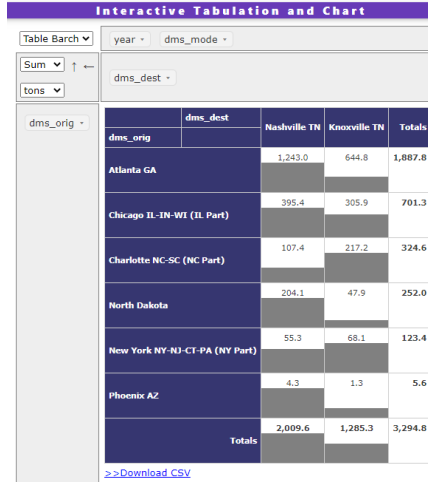 Interactive Tabulation and Chart
Table Barch year dms_mode
Sum ↑ ←
tons
dms_dest
dms_orig
dms_dest Nashville TN Knoxville TN Totals
dms_orig
Atlanta GA 1,243.0 644.8 1,887.8
Chicago IL-IN-WI (IL Part) 395.4 305.9 701.3
Charlotte NC-SC (NC Part) 107.4 217.2 324.6
North Dakota 204.1 47.9 252.0
New York NY-NJ-CT-PA (NY Part) 55.3 68.1 123.4
Phoenix AZ 4.3 1.3 5.6
Totals 2,009.6 1,285.3 3,294.8
>>Download CSV